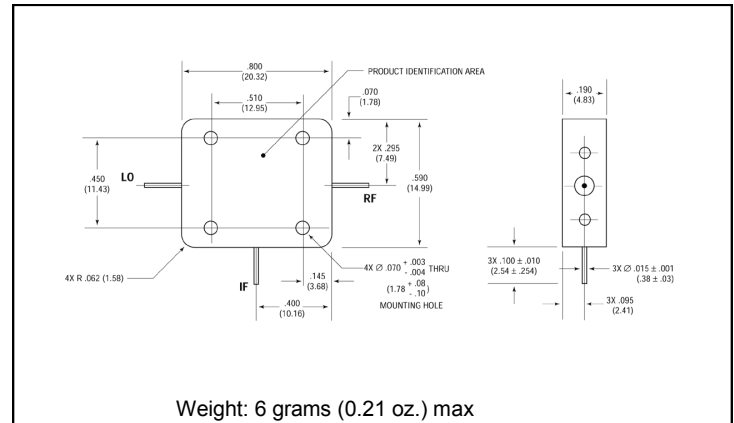 .800
(20.32)
PRODUCT IDENTIFICATION AREA
.510
(12.95)
.070
(1.78)
.190
(4.83)
2X .295
(7.49)
.590
(14.99)
.450
(11.43)
LO
RF
4X R .062 (1.58)
IF
.145
(3.68)
.400
(10.16)
4X Ø .070 + .003 - .004 THRU
(1.78 + .08 - .10)
MOUNTING HOLE
3X .100 ± .010
(2.54 ± .254)
3X Ø .015 ± .001
(.38 ± .03)
3X .095
(2.41)
Weight: 6 grams (0.21 oz.) max